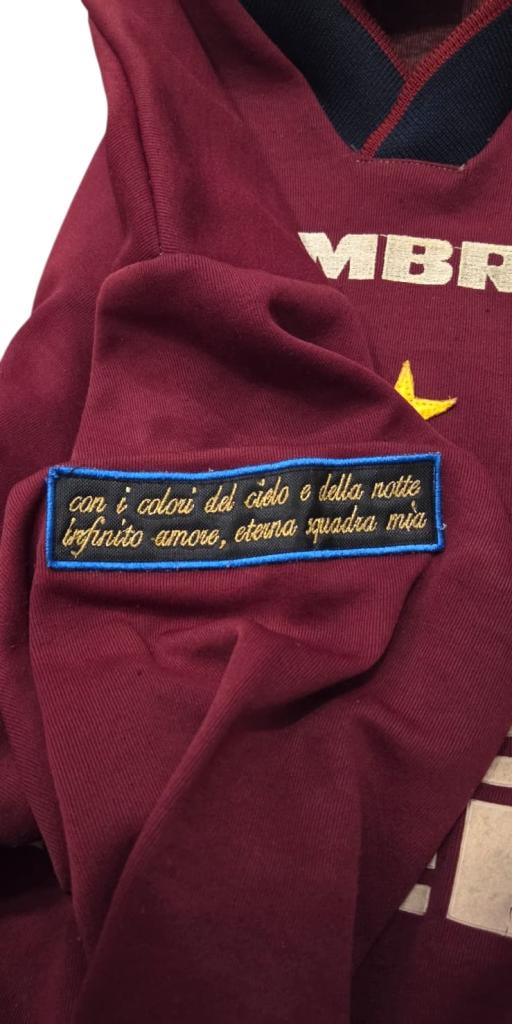 MBR
con i colori del cielo e della notte
infinito amore, eterna squadra mia